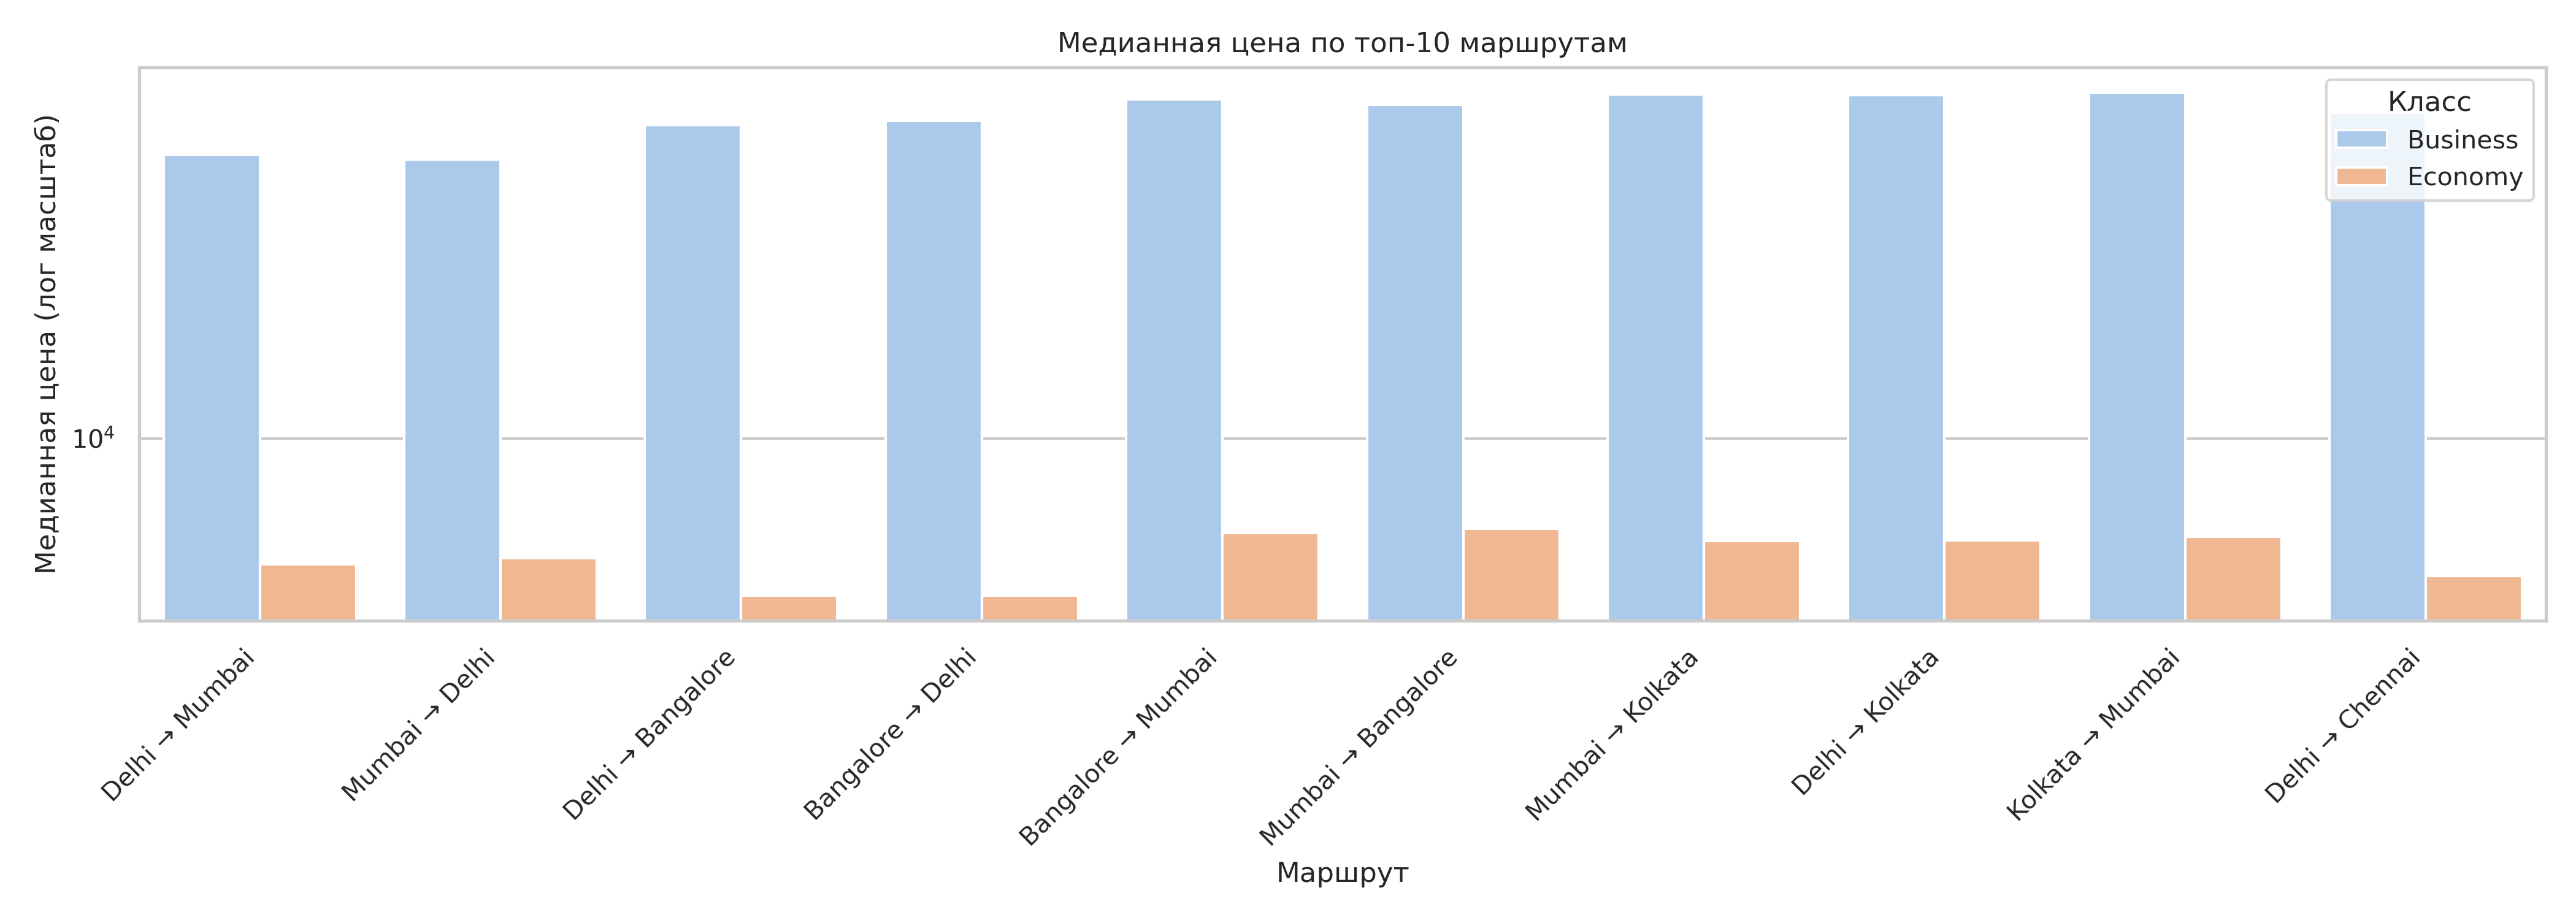 Медианная цена по топ-10 маршрутам
Медианная цена (лог масштаб)
10⁴
Класс
Business
Economy
Delhi → Mumbai
Mumbai → Delhi
Delhi → Bangalore
Bangalore → Delhi
Bangalore → Mumbai
Mumbai → Bangalore
Mumbai → Kolkata
Delhi → Kolkata
Kolkata → Mumbai
Delhi → Chennai
Маршрут